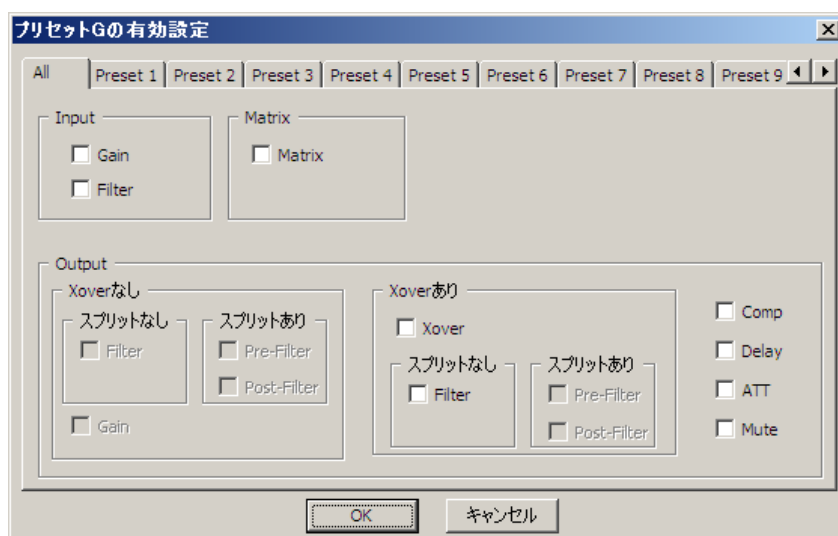 プリセットGの有効設定
All Preset 1 Preset 2 Preset 3 Preset 4 Preset 5 Preset 6 Preset 7 Preset 8 Preset 9
Input
Gain
Filter
Matrix
Matrix
Output
Xoverなし
スプリットなし
Filter
スプリットあり
Pre-Filter
Post-Filter
Gain
Xoverあり
Xover
スプリットなし
Filter
スプリットあり
Pre-Filter
Post-Filter
Comp
Delay
ATT
Mute
OK
キャンセル